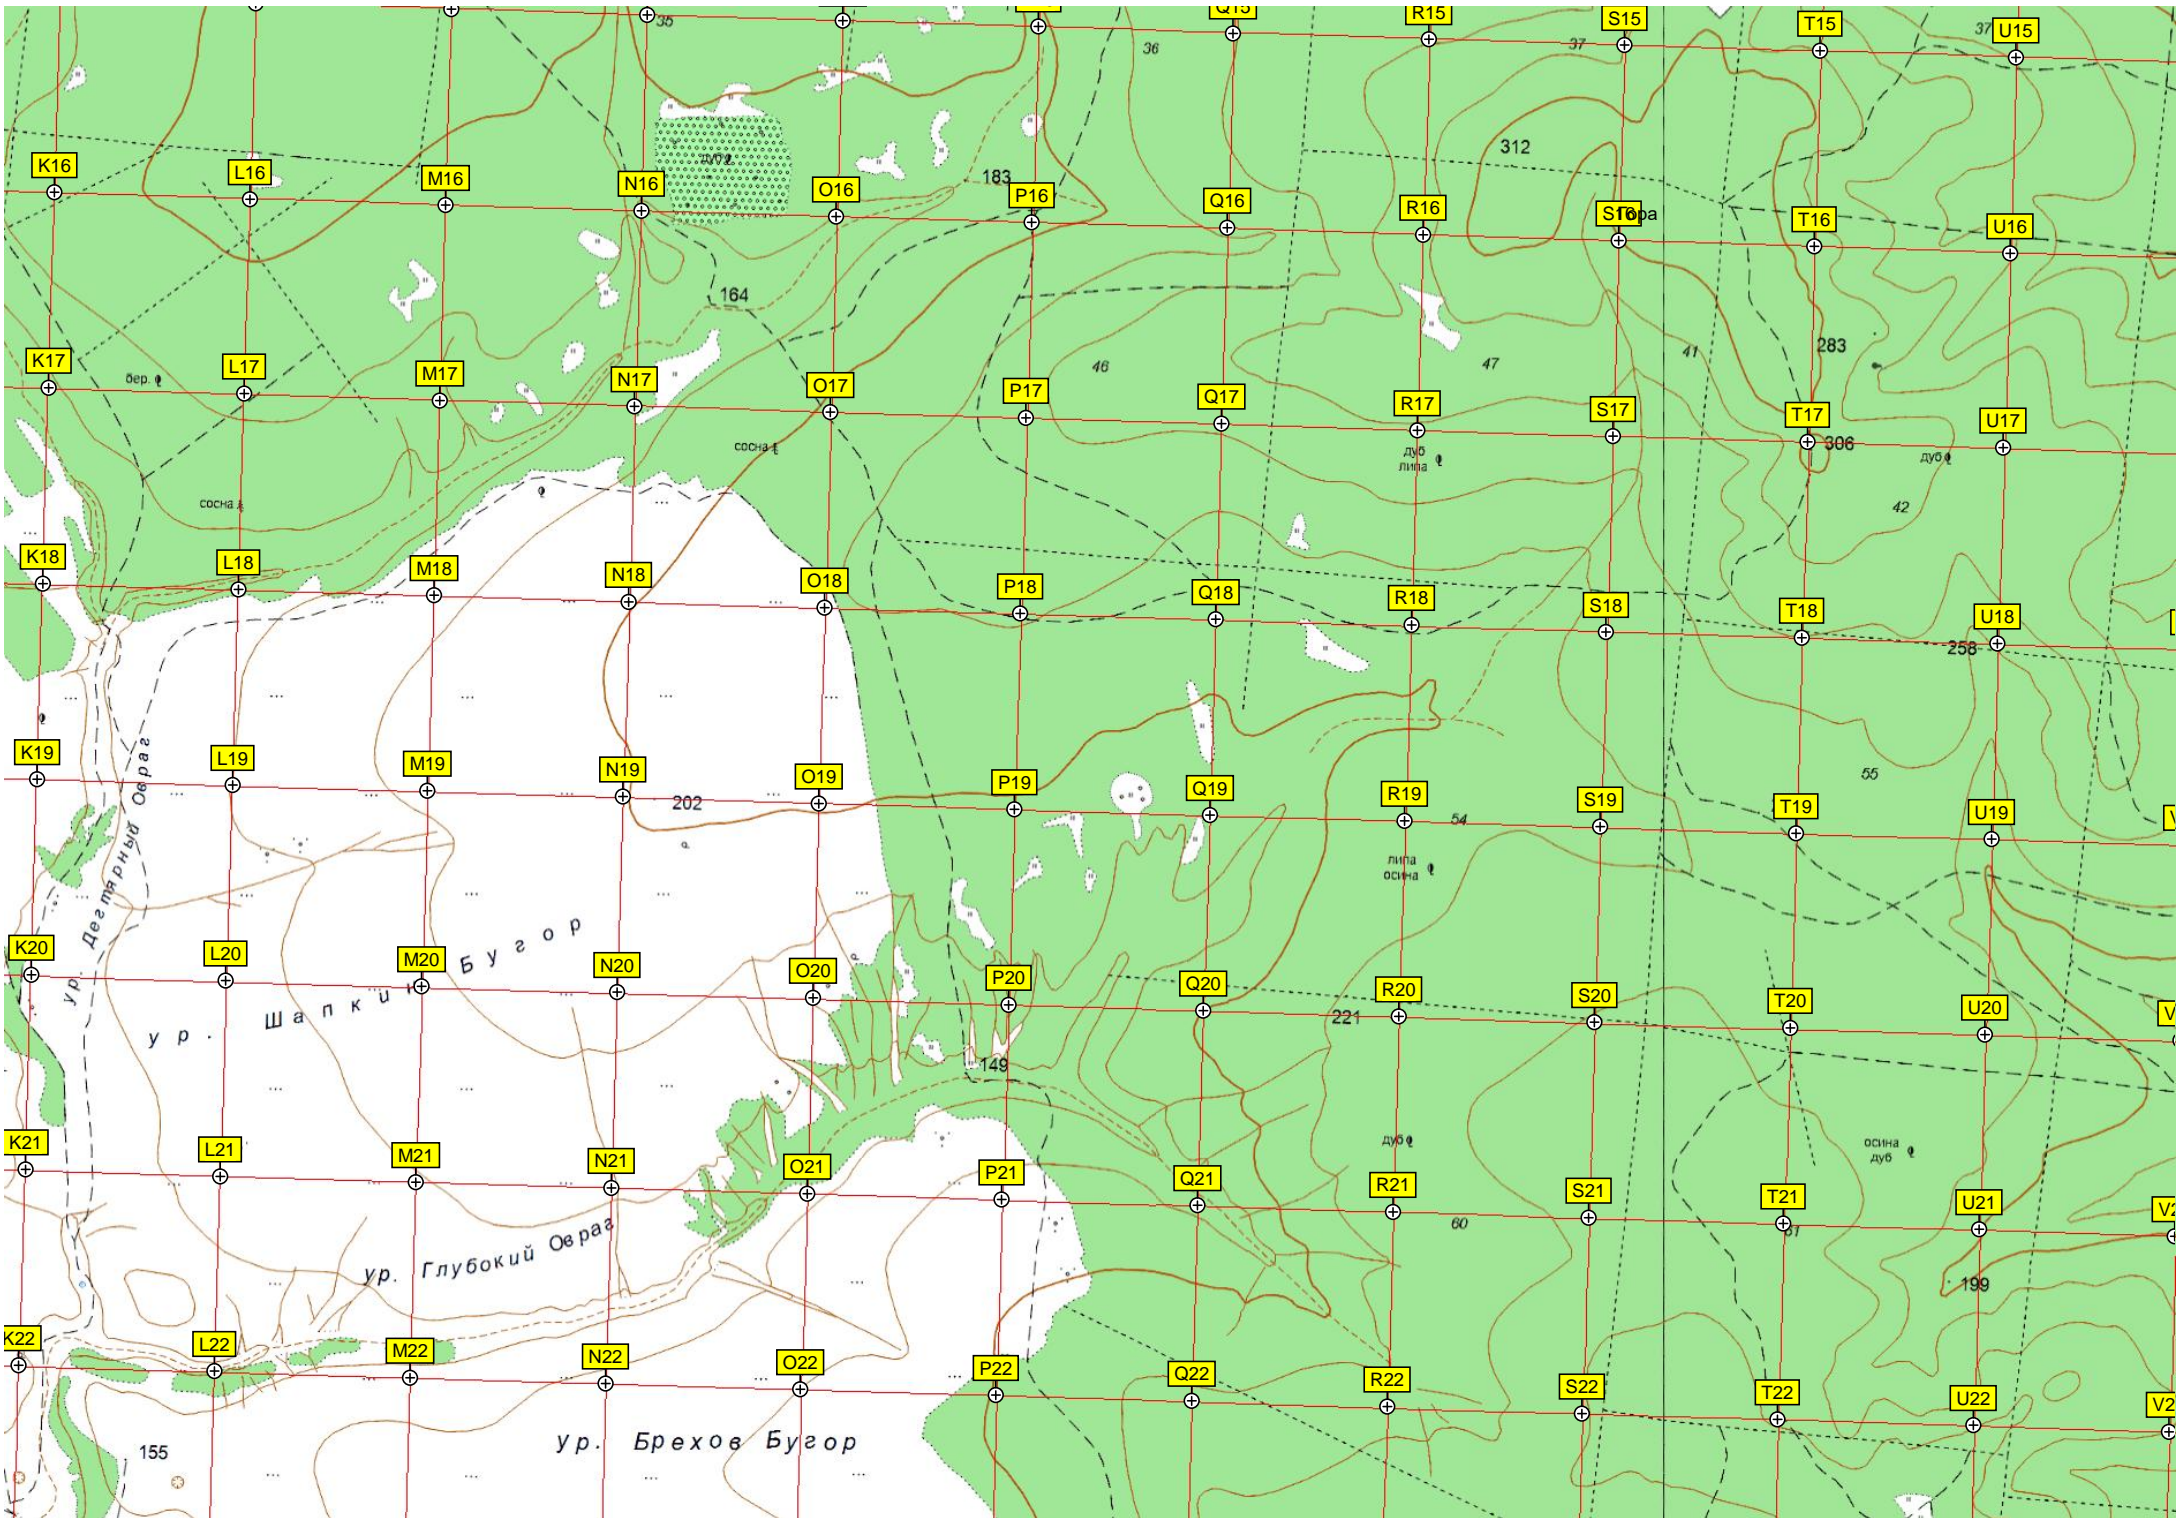 35
36
Q15
R15
S15
37
T15
37
U15
K16
L16
M16
N16
дуб
O16
183
P16
Q16
R16
312
S16
Гора
T16
U16
164
283
K17
бер.
L17
M17
N17
O17
P17
46
Q17
R17
47
S17
41
T17
306
U17
сосна
дуб
липа
дуб
сосна
42
K18
L18
M18
N18
O18
P18
Q18
R18
S18
T18
258
U18
K19
L19
M19
N19
202
O19
P19
Q19
R19
54
S19
T19
55
U19
ур. Дегтярный Овраг
липа
осина
K20
L20
M20
N20
O20
P20
Q20
R20
221
S20
T20
U20
ур. Шапкин Бугор
149
дуб
осина
дуб
K21
L21
M21
N21
O21
P21
Q21
R21
60
S21
T21
61
U21
V2
ур. Глубокий Овраг
199
K22
L22
M22
N22
O22
P22
Q22
R22
S22
T22
U22
V2
155
ур. Брехов Бугор